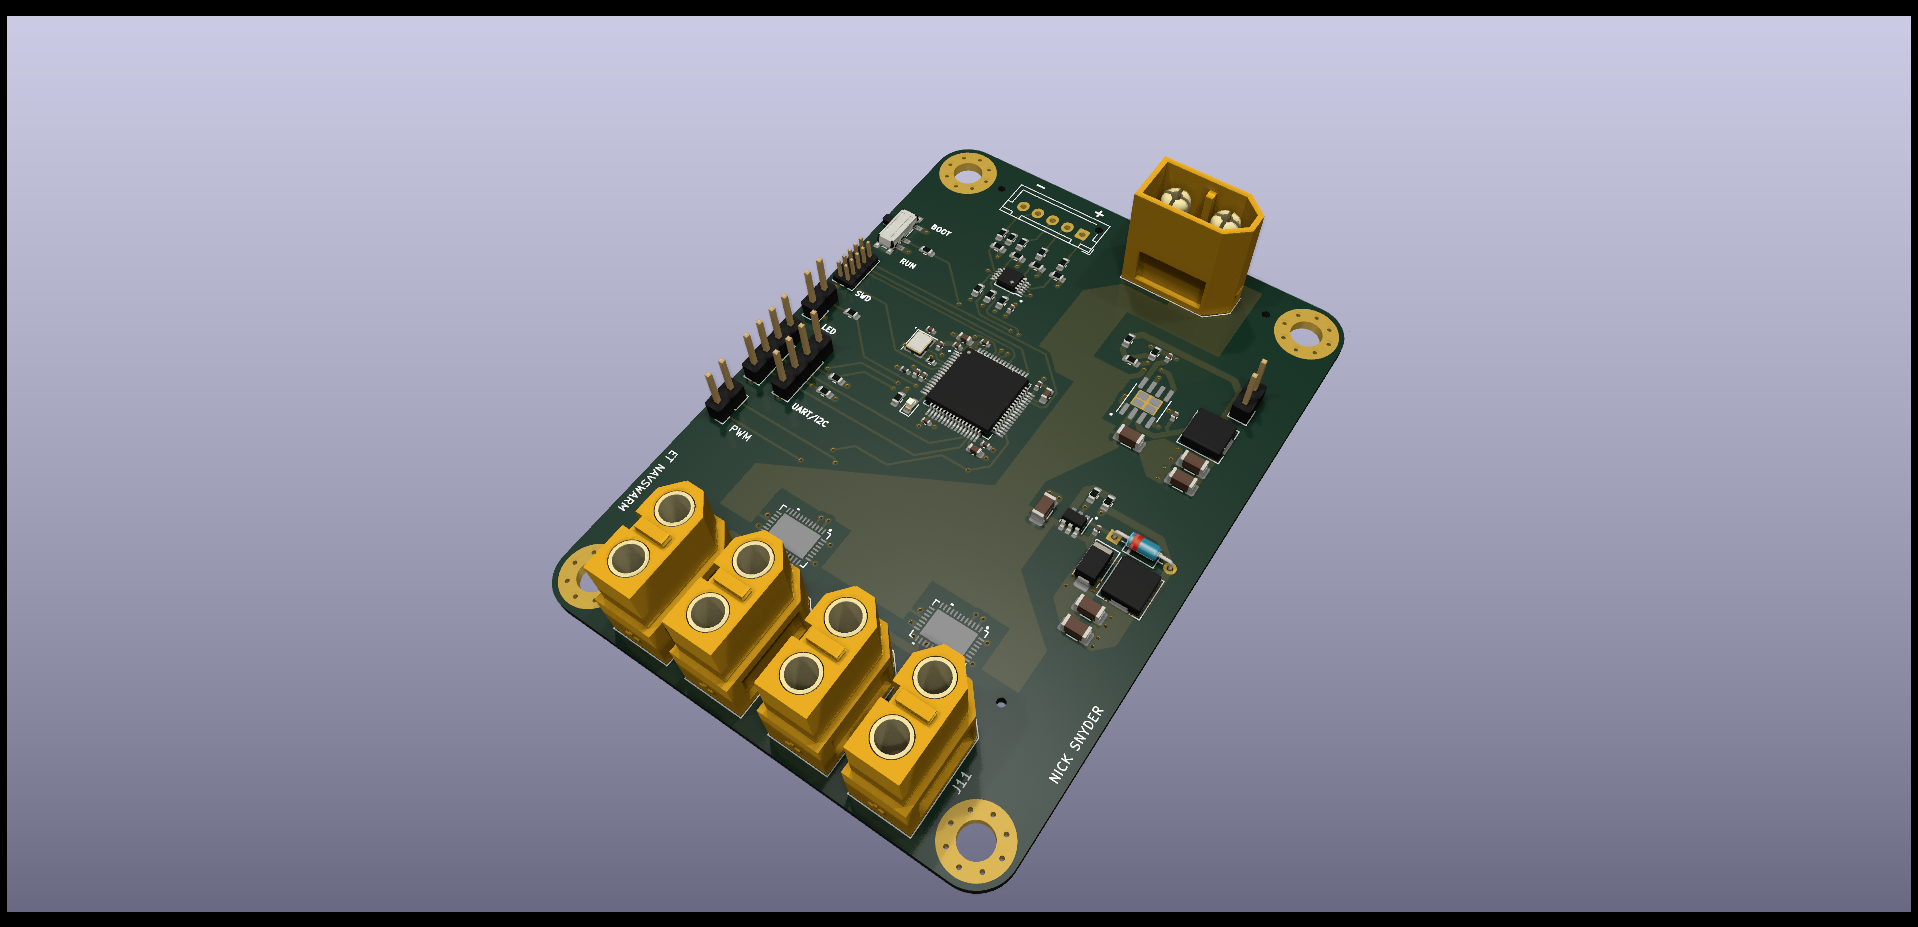 −
+
BOOT
RUN
SWD
LED
UART/I2C
PWM
ET NAVSWARM
NICK SNYDER
J11